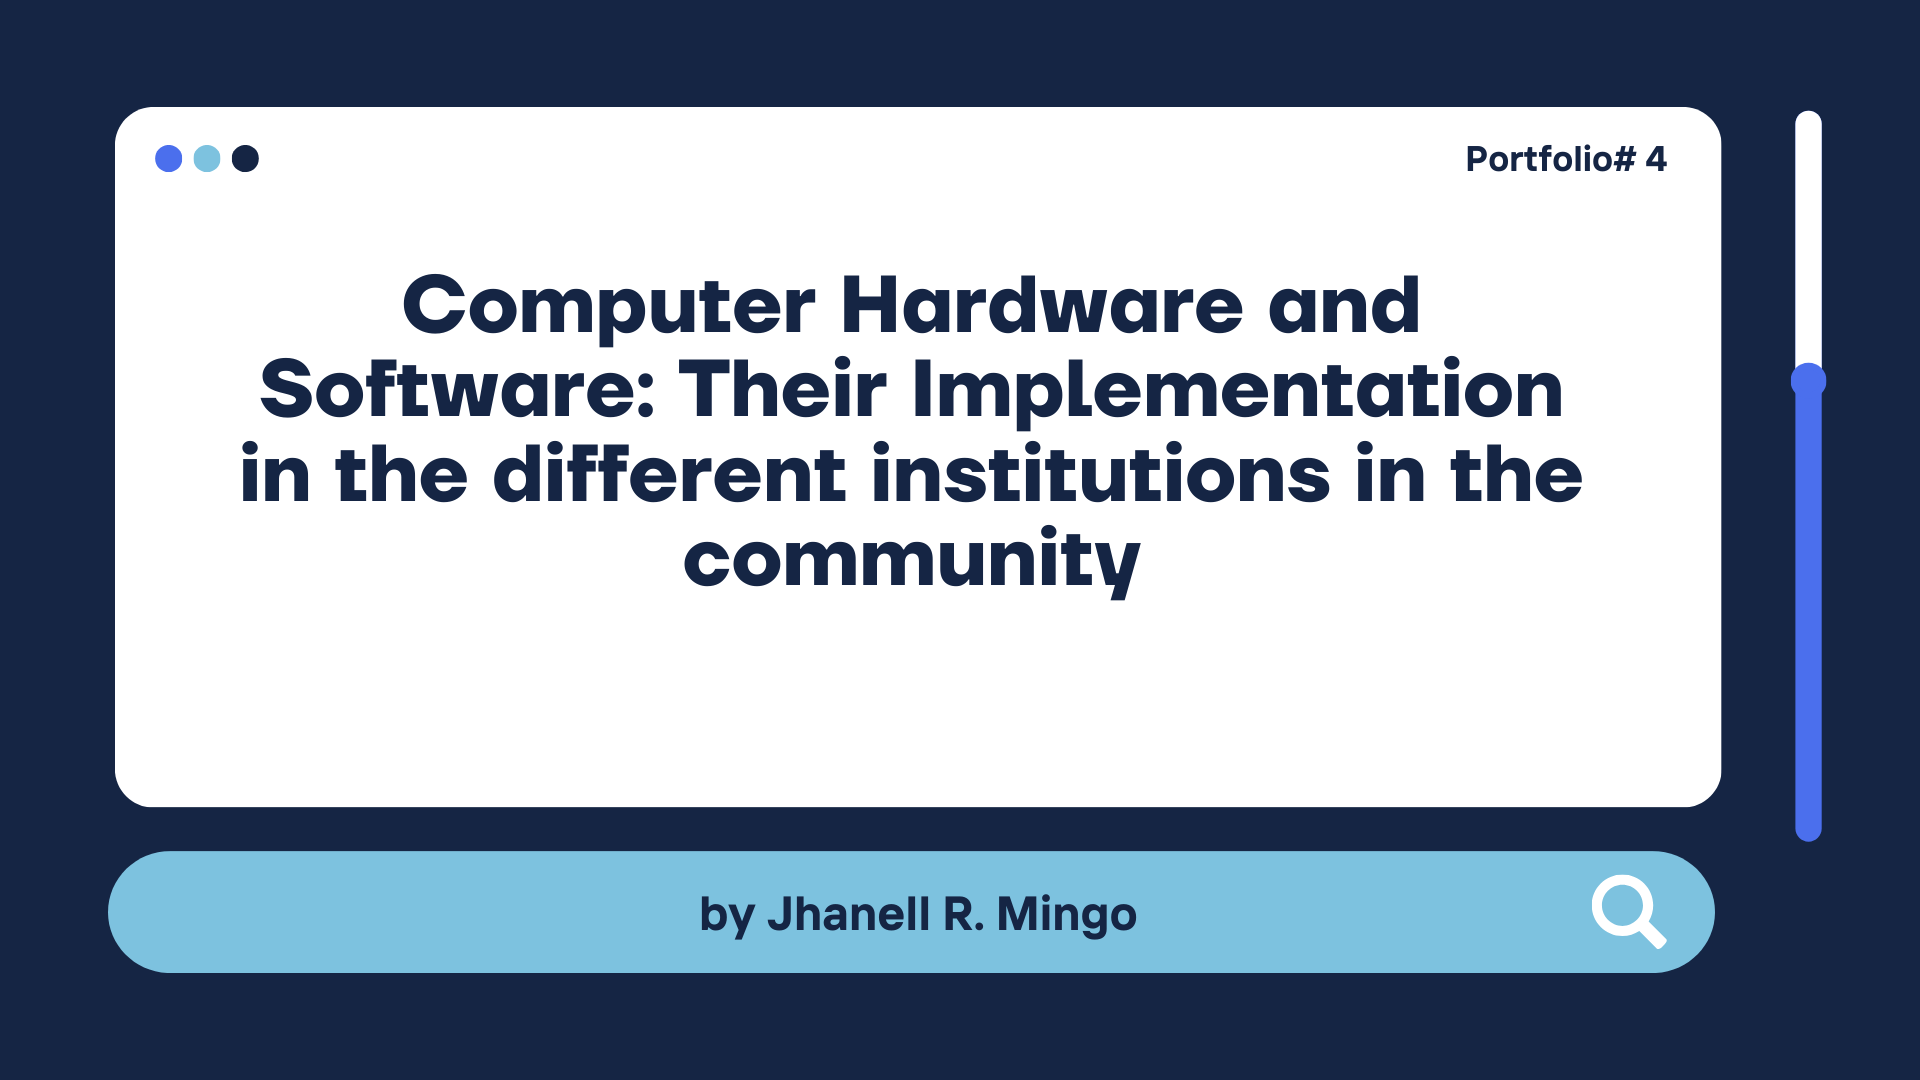 Portfolio# 4
Computer Hardware and
Software: Their Implementation
in the different institutions in the
community
by Jhanell R. Mingo